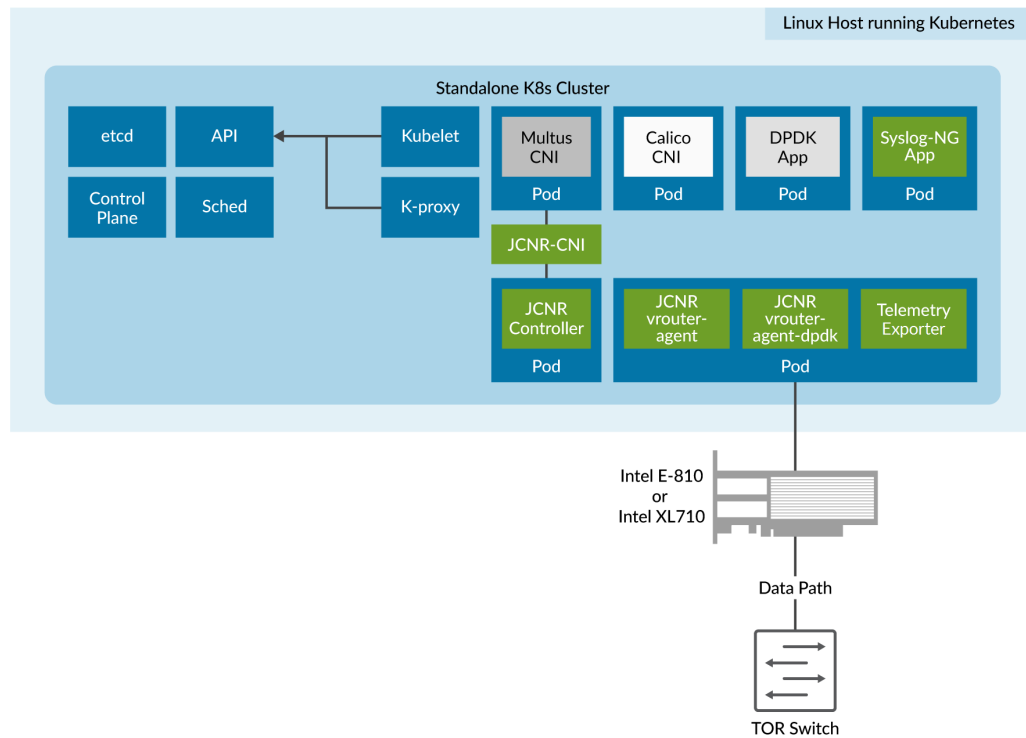 Linux Host running Kubernetes
Standalone K8s Cluster
etcd
API
Kubelet
Multus
CNI
Pod
Calico
CNI
Pod
DPDK
App
Pod
Syslog-NG
App
Pod
Control
Plane
Sched
K-proxy
JCNR-CNI
JCNR
Controller
Pod
JCNR
vrouter-
agent
JCNR
vrouter-
agent-dpdk
Telemetry
Exporter
Pod
Intel E-810
or
Intel XL710
Data Path
TOR Switch